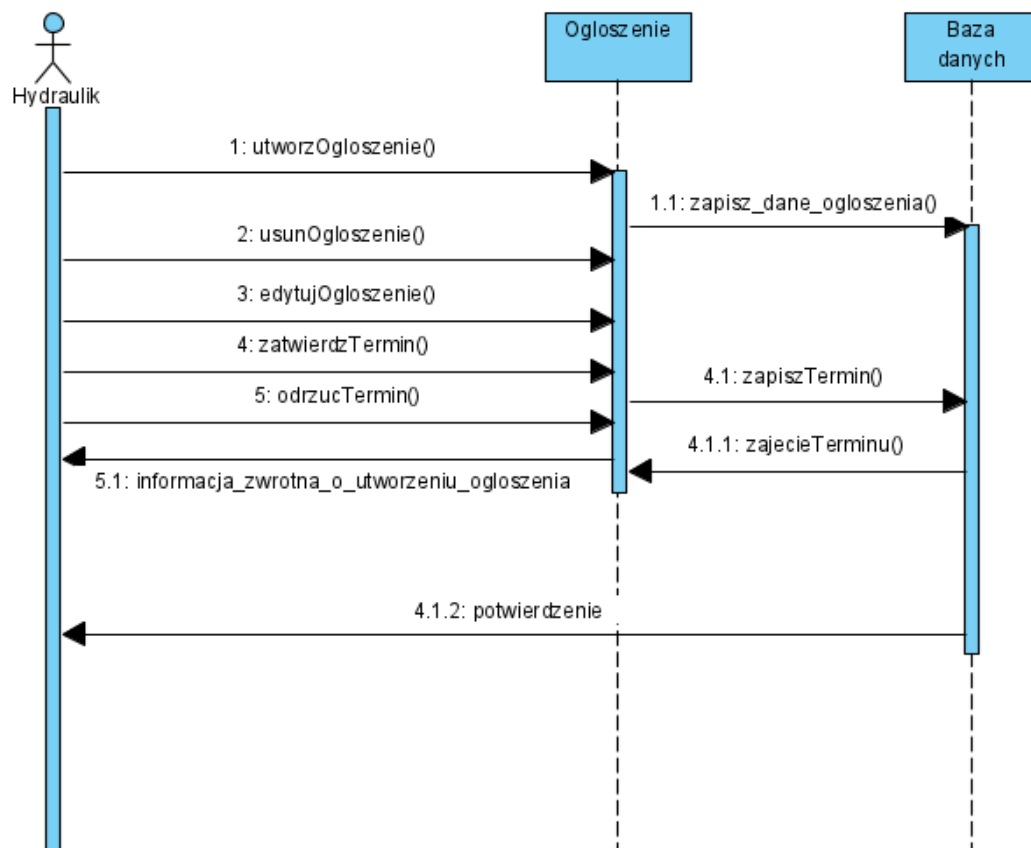 Ogloszenie
Baza
danych
Hydraulik
1: utworzOgloszenie()
1.1: zapisz_dane_ogloszenia()
2: usunOgloszenie()
3: edytujOgloszenie()
4: zatwierdzTermin()
4.1: zapiszTermin()
5: odrzucTermin()
4.1.1: zajecieTerminu()
5.1: informacja_zwrotna_o_utworzeniu_ogloszenia
4.1.2: potwierdzenie